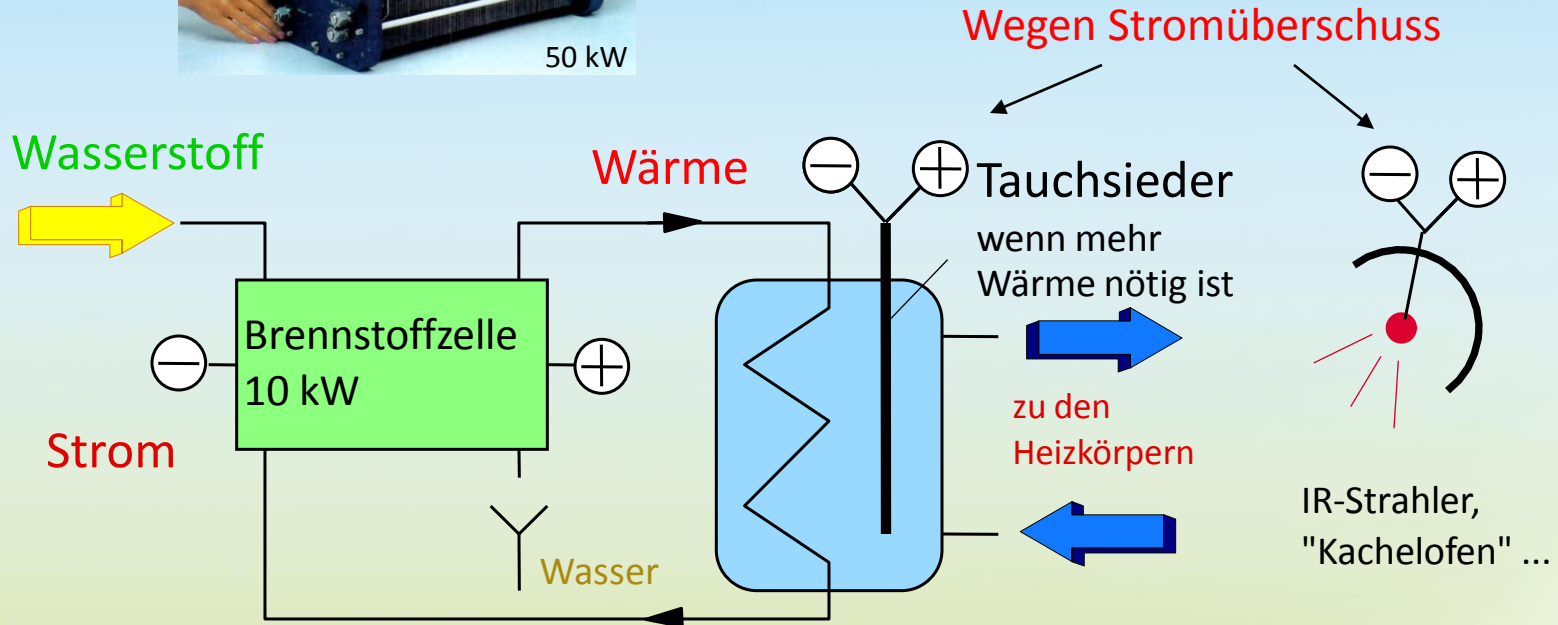 50 kW
Wegen Stromüberschuss
Wasserstoff
Wärme
Tauchsieder
wenn mehr
Wärme nötig ist
Brennstoffzelle
10 kW
Strom
zu den
Heizkörpern
Wasser
IR-Strahler,
"Kachelofen" ...